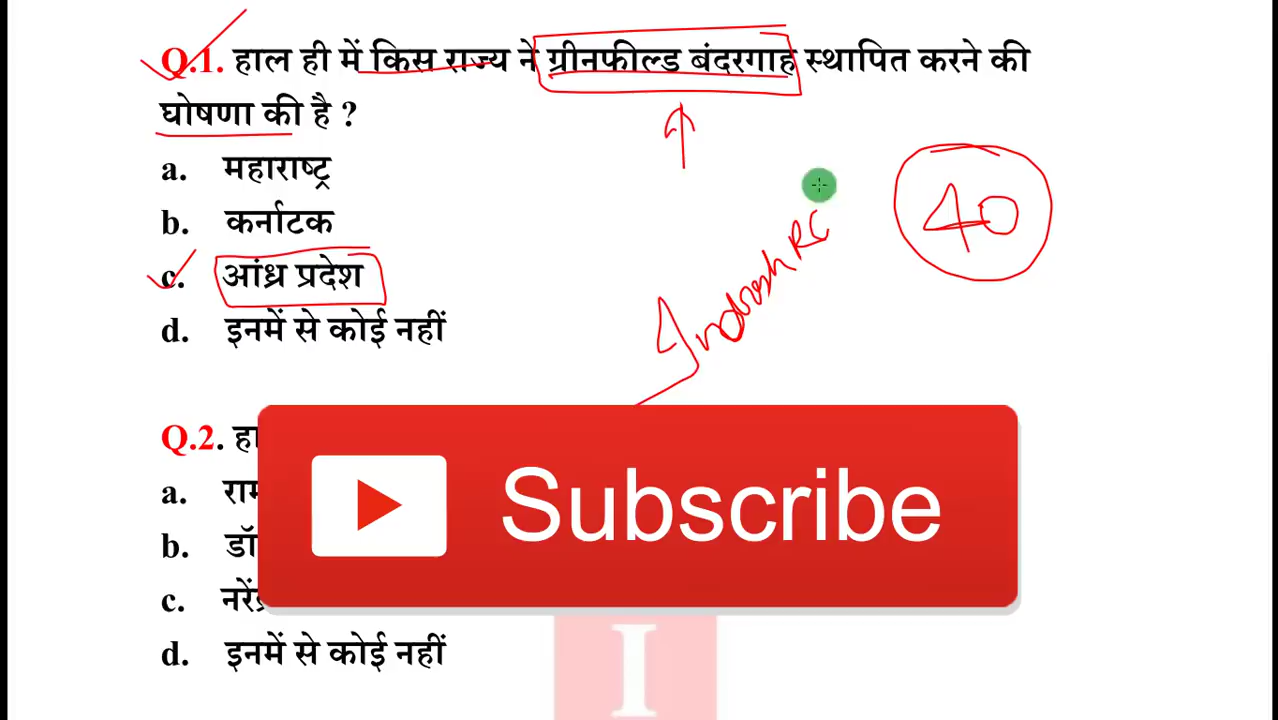 Q.1. हाल ही में किस राज्य ने ग्रीनफील्ड बंदरगाह स्थापित करने की
घोषणा की है ?
a. महाराष्ट्र
b. कर्नाटक
c. आंध्र प्रदेश
d. इनमें से कोई नहीं
40
Q.2.
a.
b.
c.
Subscribe
d. इनमें से कोई नहीं
I